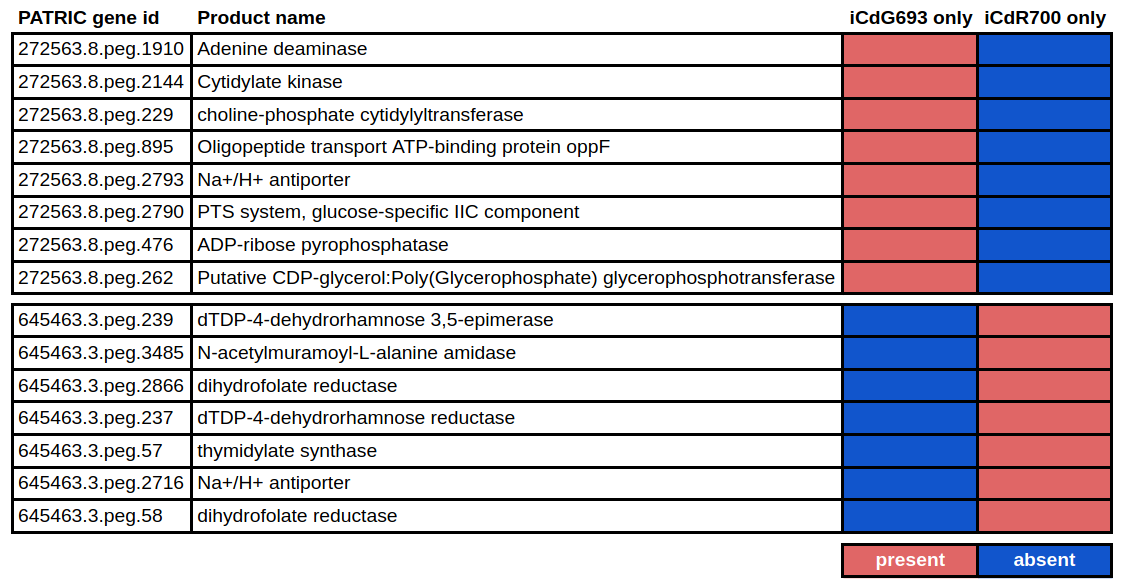 PATRIC gene id Product name iCdG693 only iCdR700 only
272563.8.peg.1910 Adenine deaminase
272563.8.peg.2144 Cytidylate kinase
272563.8.peg.229 choline-phosphate cytidylyltransferase
272563.8.peg.895 Oligopeptide transport ATP-binding protein oppF
272563.8.peg.2793 Na+/H+ antiporter
272563.8.peg.2790 PTS system, glucose-specific IIC component
272563.8.peg.476 ADP-ribose pyrophosphatase
272563.8.peg.262 Putative CDP-glycerol:Poly(Glycerophosphate) glycerophosphotransferase
645463.3.peg.239 dTDP-4-dehydrorhamnose 3,5-epimerase
645463.3.peg.3485 N-acetylmuramoyl-L-alanine amidase
645463.3.peg.2866 dihydrofolate reductase
645463.3.peg.237 dTDP-4-dehydrorhamnose reductase
645463.3.peg.57 thymidylate synthase
645463.3.peg.2716 Na+/H+ antiporter
645463.3.peg.58 dihydrofolate reductase
present absent